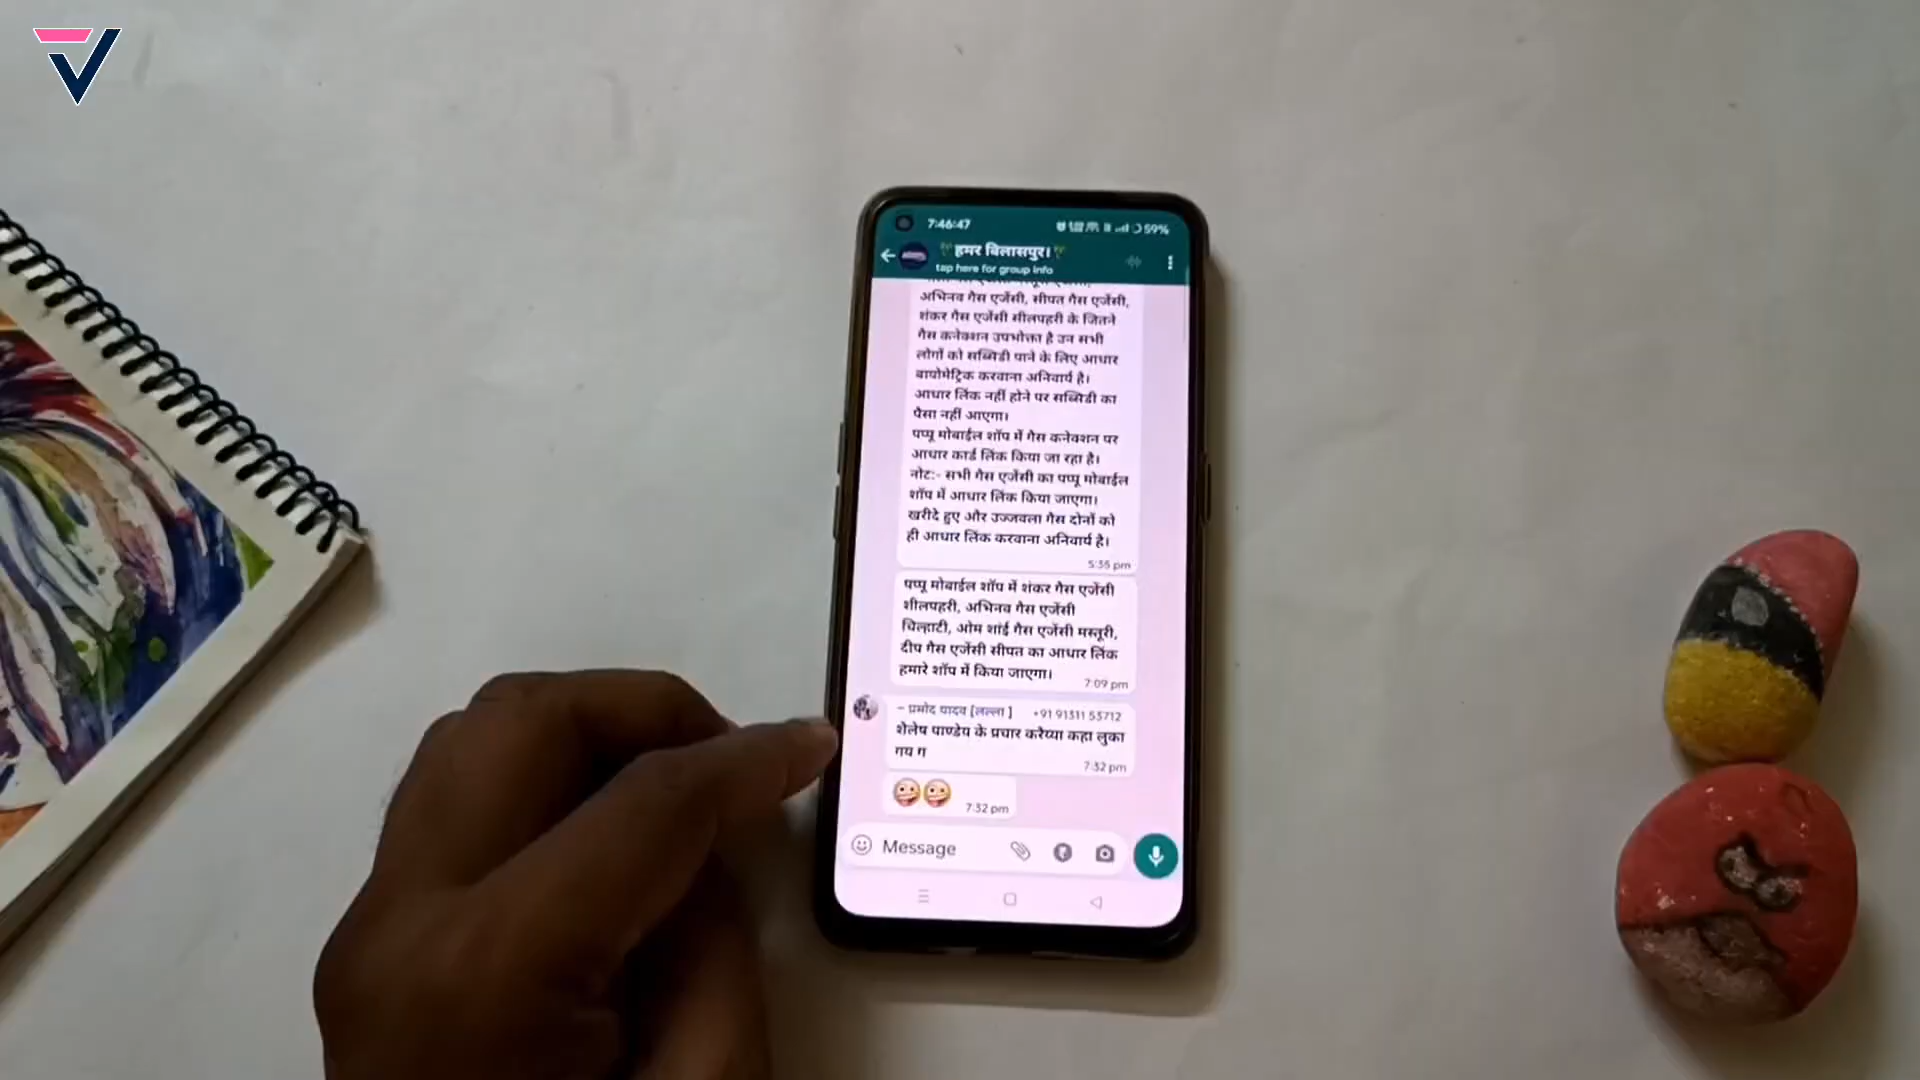 7:46:47
59%
हमर बिलासपुर।
tap here for group info
अभिनव गैस एजेंसी, सीपत गैस एजेंसी,
शंकर गैस एजेंसी सीलपहरी के जितने
गैस कनेक्शन उपभोक्ता है उन सभी
लोगों को सब्सिडी पाने के लिए आधार
बायोमेट्रिक करवाना अनिवार्य है।
आधार लिंक नहीं होने पर सब्सिडी का
पैसा नहीं आएगा।
पप्पू मोबाईल शॉप में गैस कनेक्शन पर
आधार कार्ड लिंक किया जा रहा है।
नोट:- सभी गैस एजेंसी का पप्पू मोबाईल
शॉप में आधार लिंक किया जाएगा।
खरीदे हुए और उज्जवला गैस दोनों को
ही आधार लिंक करवाना अनिवार्य है।
5:35 pm
पप्पू मोबाईल शॉप में शंकर गैस एजेंसी
शीलपहरी, अभिनव गैस एजेंसी
चिल्हाटी, ओम शांई गैस एजेंसी मस्तूरी,
दीप गैस एजेंसी सीपत का आधार लिंक
हमारे शॉप में किया जाएगा।
7:09 pm
~ प्रमोद यादव [लल्ला ] +91 91311 53712
शैलेष पाण्डेय के प्रचार करैय्या कहा लुका
गय ग
7:32 pm
7:32 pm
Message